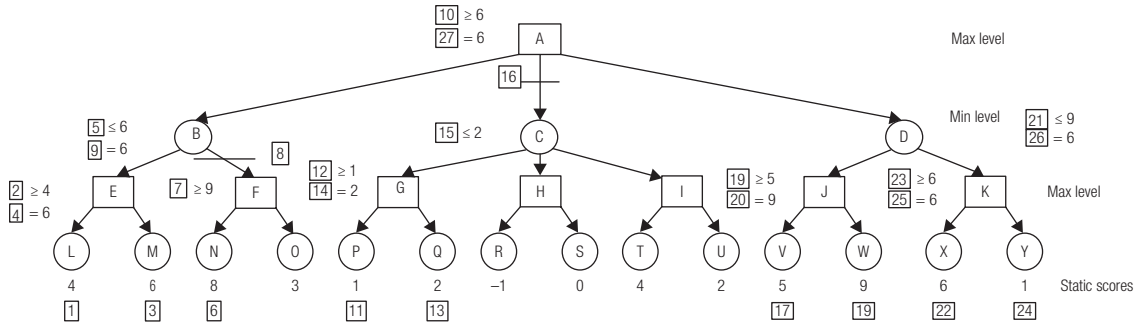 10 ≥ 6
27 = 6
A
Max level
16
5 ≤ 6
9 = 6
B
8
15 ≤ 2
C
Min level
D
21 ≤ 9
26 = 6
2 ≥ 4
4 = 6
E
7 ≥ 9
F
12 ≥ 1
14 = 2
G
H
I
19 ≥ 5
20 = 9
J
23 ≥ 6
25 = 6
K
Max level
L M N O P Q R S T U V W X Y
4 6 8 3 1 2 –1 0 4 2 5 9 6 1 Static scores
1 3 6 11 13 17 19 22 24